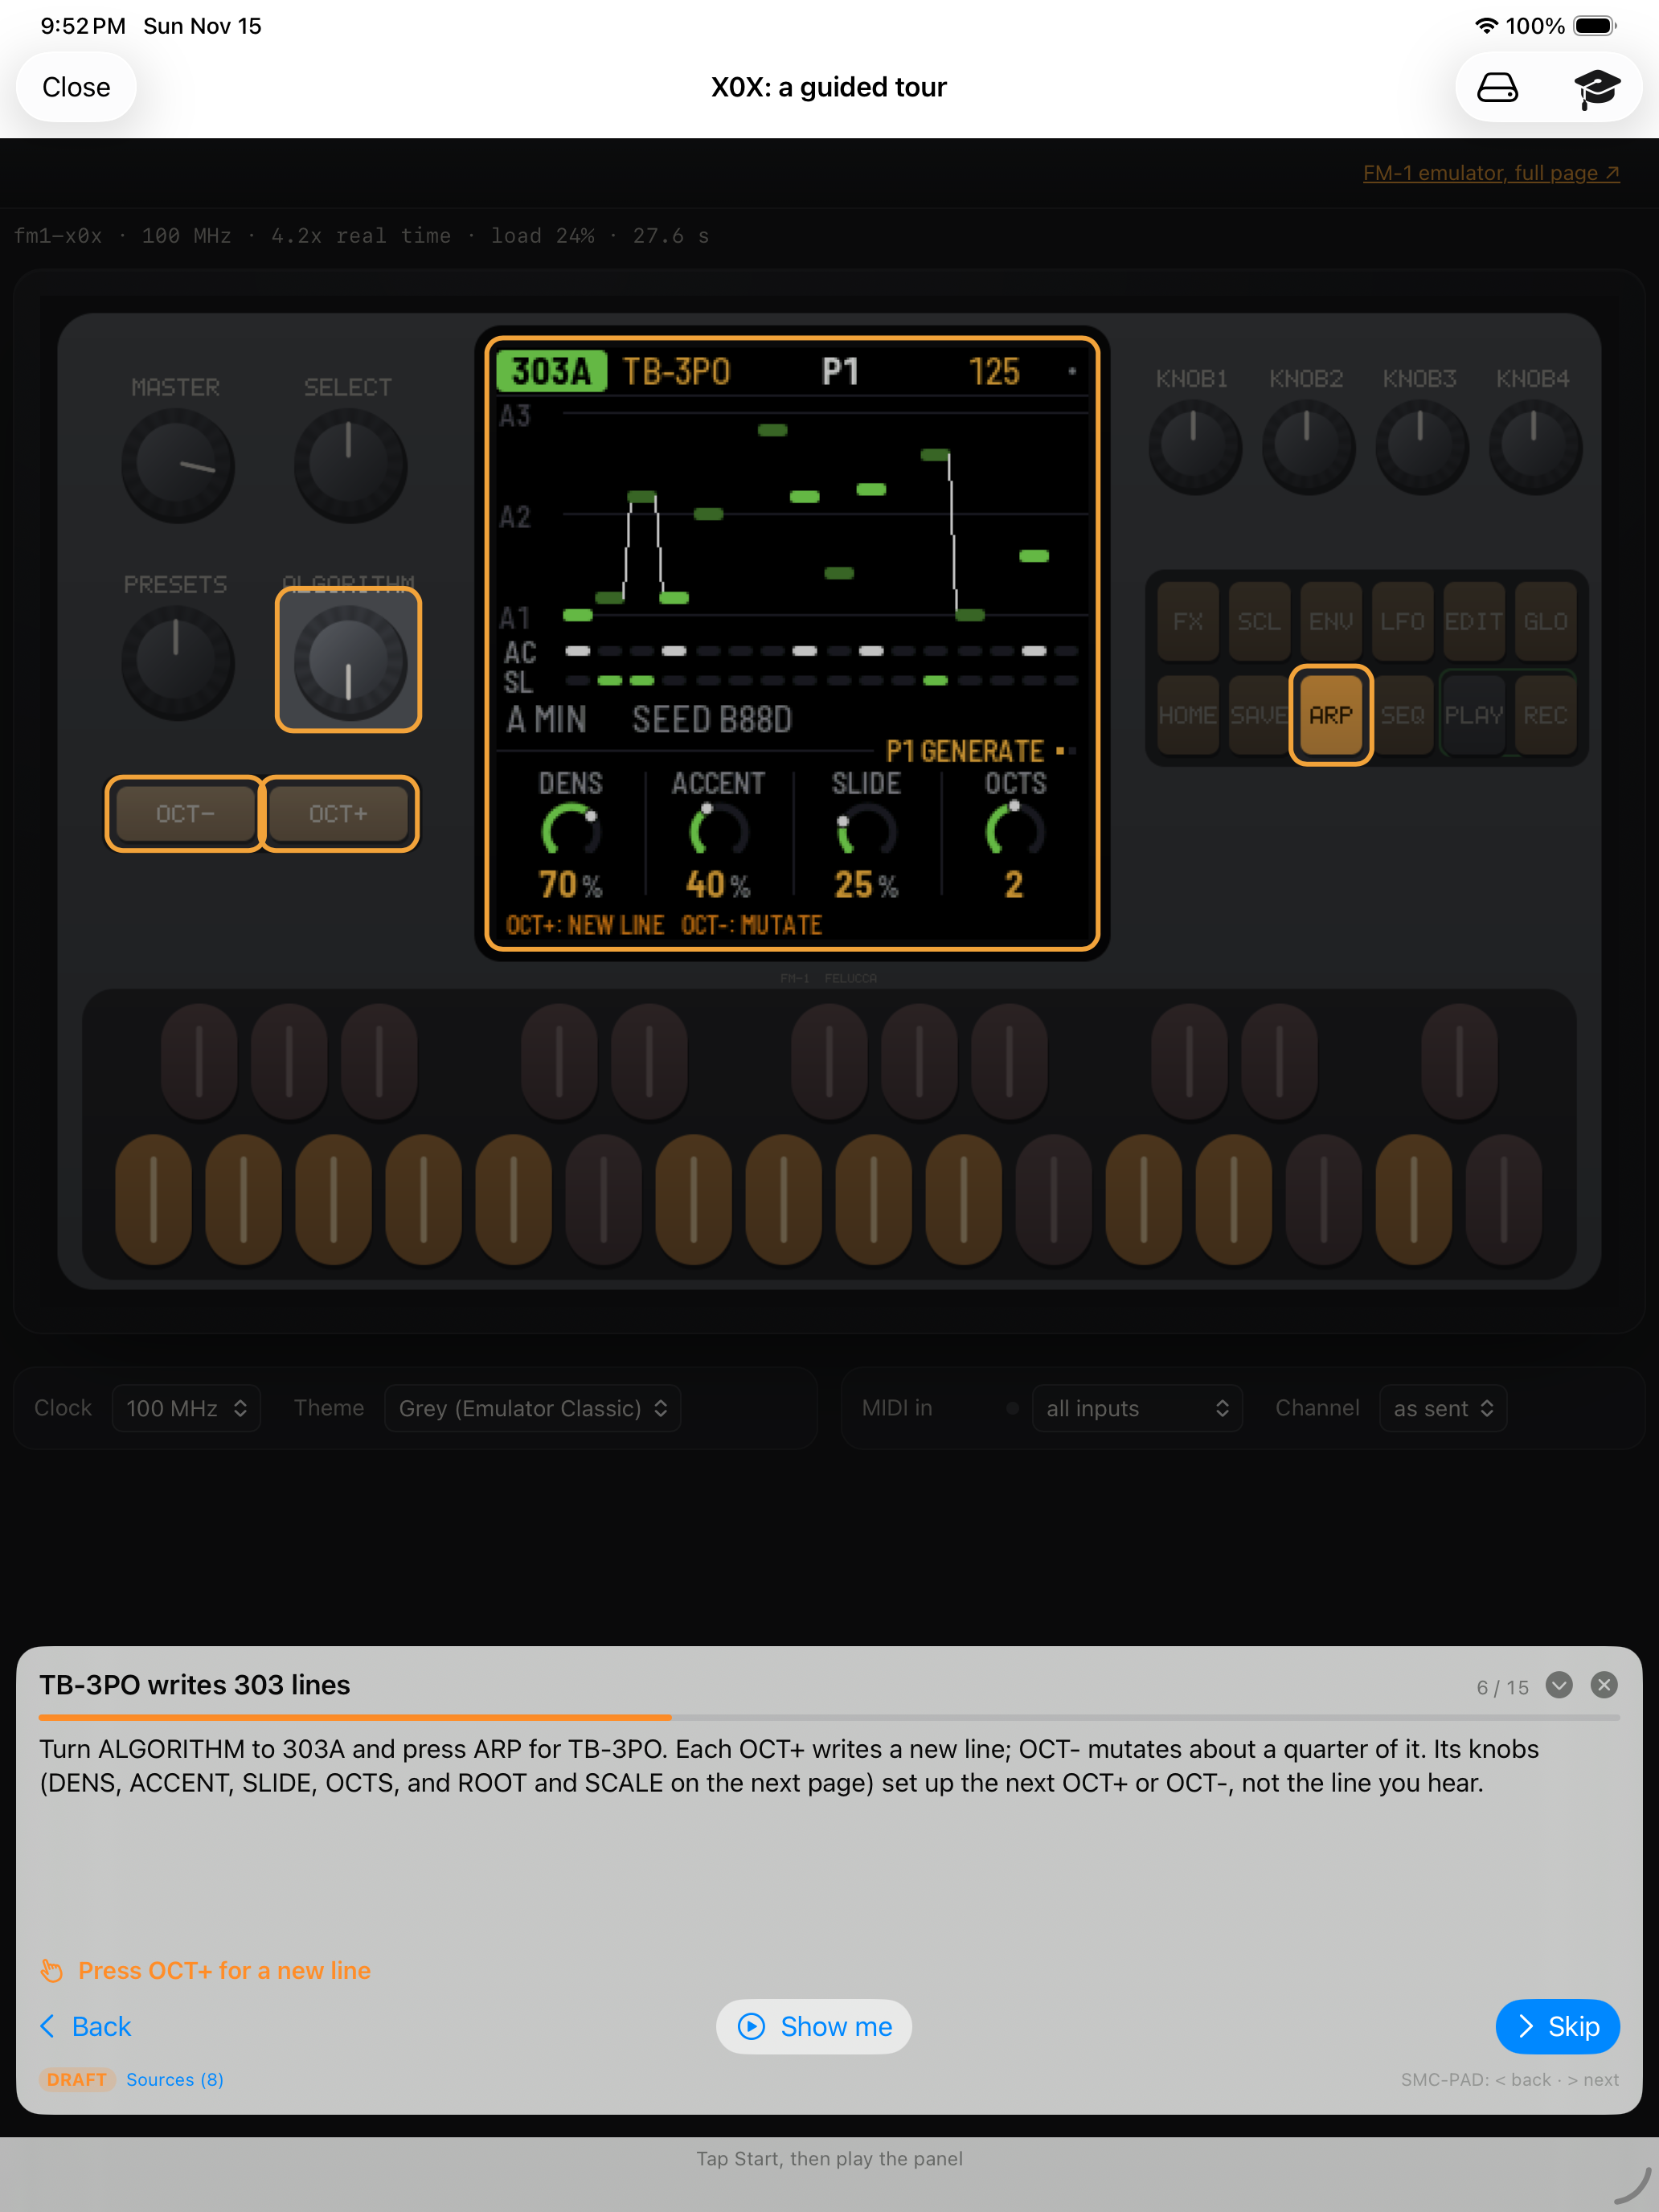 9:52 PM Sun Nov 15
100%
Close
X0X: a guided tour
FM-1 emulator, full page ↗
fm1-x0x · 100 MHz · 4.2x real time · load 24% · 27.6 s
MASTER
SELECT
PRESETS
ALGORITHM
OCT-
OCT+
303A TB-3PO P1 125
A3
A2
A1
AC
SL
A MIN SEED B88D
P1 GENERATE
DENS ACCENT SLIDE OCTS
70% 40% 25% 2
OCT+: NEW LINE OCT-: MUTATE
KNOB1 KNOB2 KNOB3 KNOB4
FX SCL ENV LFO EDIT GLO
HOME SAVE ARP SEQ PLAY REC
FM-1 FELUCCA
Clock 100 MHz Theme Grey (Emulator Classic)
MIDI in all inputs Channel as sent
TB-3PO writes 303 lines
6 / 15
Turn ALGORITHM to 303A and press ARP for TB-3PO. Each OCT+ writes a new line; OCT- mutates about a quarter of it. Its knobs
(DENS, ACCENT, SLIDE, OCTS, and ROOT and SCALE on the next page) set up the next OCT+ or OCT-, not the line you hear.
Press OCT+ for a new line
Back
Show me
Skip
DRAFT Sources (8)
SMC-PAD: < back · > next
Tap Start, then play the panel